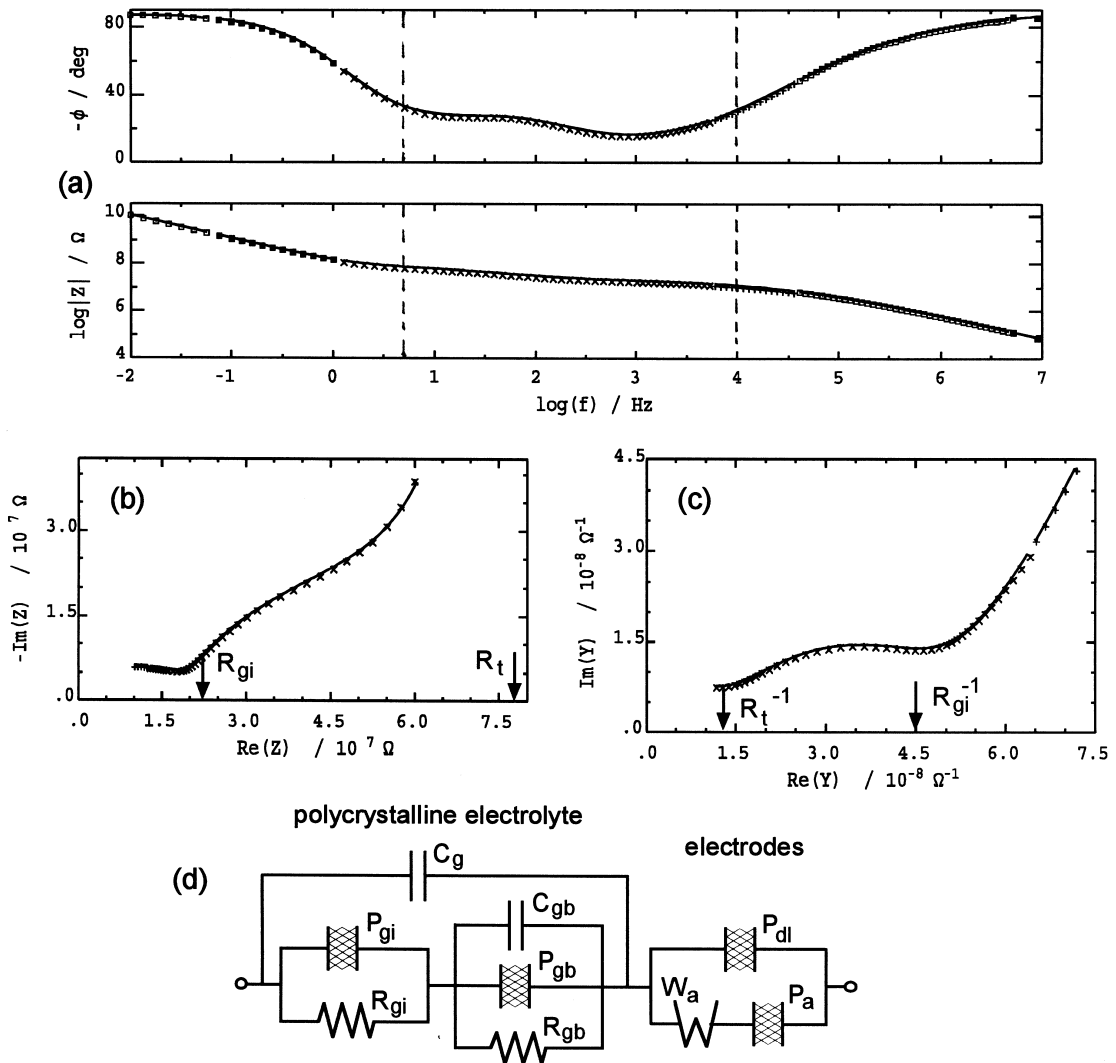 80
40
0
-ϕ / deg
(a)
10
8
6
4
log|Z| / Ω
-2 -1 0 1 2 3 4 5 6 7
log(f) / Hz
(b)
3.0
1.5
.0
-Im(Z) / 10 ⁷ Ω
R_gi
R_t
.0 1.5 3.0 4.5 6.0 7.5
Re(Z) / 10 ⁷ Ω
(c)
4.5
3.0
1.5
.0
Im(Y) / 10⁻⁸ Ω⁻¹
R_t⁻¹
R_gi⁻¹
.0 1.5 3.0 4.5 6.0 7.5
Re(Y) / 10⁻⁸ Ω⁻¹
polycrystalline electrolyte
electrodes
(d)
C_g
C_gb
P_gi
P_gb
P_dl
R_gi
R_gb
W_a
P_a